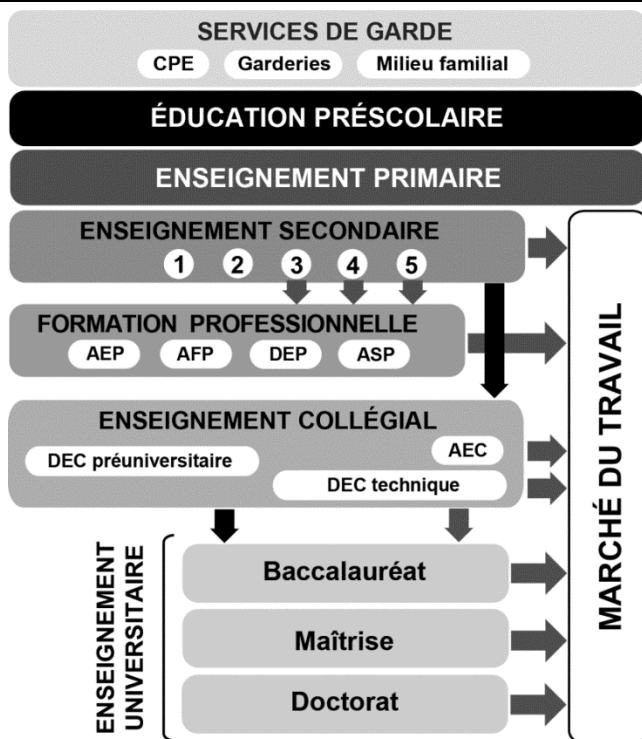 SERVICES DE GARDE
CPE Garderies Milieu familial
ÉDUCATION PRÉSCOLAIRE
ENSEIGNEMENT PRIMAIRE
ENSEIGNEMENT SECONDAIRE
1 2 3 4 5
FORMATION PROFESSIONNELLE
AEP AFP DEP ASP
ENSEIGNEMENT COLLÉGIAL
DEC préuniversitaire
AEC
DEC technique
ENSEIGNEMENT
UNIVERSITAIRE
Baccalauréat
Maîtrise
Doctorat
MARCHÉ DU TRAVAIL